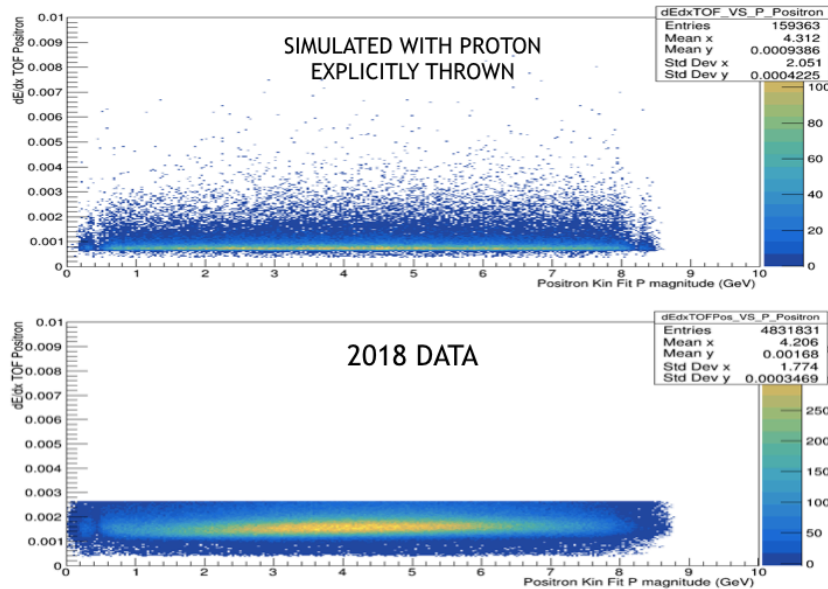 dEdxTOF_VS_P_Positron
Entries 159363
Mean x 4.312
Mean y 0.0009386
Std Dev x 2.051
Std Dev y 0.0004225
SIMULATED WITH PROTON
EXPLICITLY THROWN
dE/dx TOF Positron
0.01
0.009
0.008
0.007
0.006
0.005
0.004
0.003
0.002
0.001
0
0 1 2 3 4 5 6 7 8 9 10
Positron Kin Fit P magnitude (GeV)
100
80
60
40
20
0
dEdxTOFPos_VS_P_Positron
Entries 4831831
Mean x 4.206
Mean y 0.00168
Std Dev x 1.774
Std Dev y 0.0003469
2018 DATA
dE/dx TOF Positron
0.01
0.009
0.008
0.007
0.006
0.005
0.004
0.003
0.002
0.001
0
0 1 2 3 4 5 6 7 8 9 10
Positron Kin Fit P magnitude (GeV)
250
200
150
100
50
0